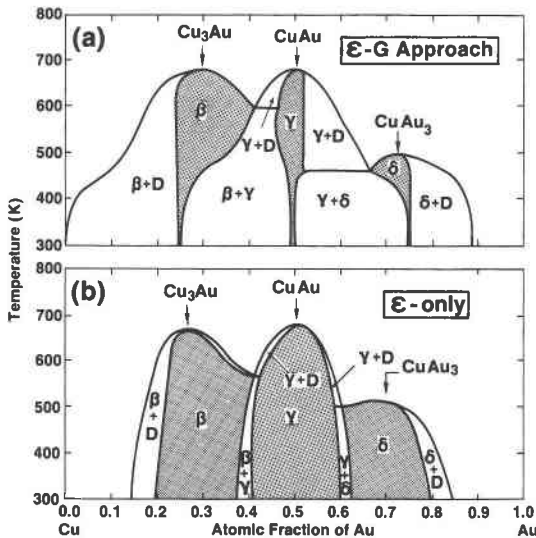 Cu₃Au
CuAu
800
(a)
ε-G Approach
700
600
β
γ
γ+D
γ+D
CuAu₃
500
δ
β+D
β+γ
γ+δ
δ+D
400
300
Temperature (K)
800
(b)
Cu₃Au
CuAu
ε-only
700
600
γ+D
γ+D
CuAu₃
500
β+D
β
γ
δ
β+γ
γ+δ
δ+D
400
300
0.0 0.1 0.2 0.3 0.4 0.5 0.6 0.7 0.8 0.9 1.0
Cu Atomic Fraction of Au Au